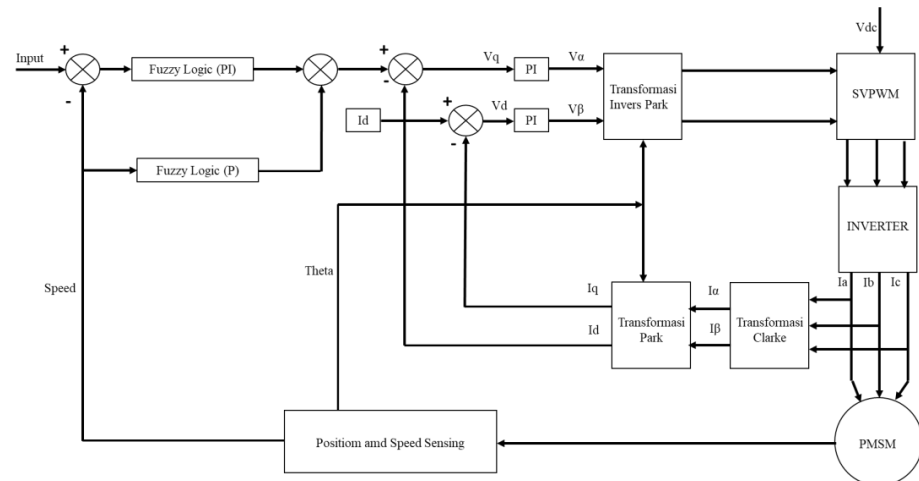 Vdc
Input
+
Fuzzy Logic (PI)
+
-
Vq
PI
Vα
Transformasi
Invers Park
SVPWM
-
Id
+
Vd
PI
Vβ
-
Fuzzy Logic (P)
INVERTER
Speed
Theta
Ia
Ib
Ic
Iq
Id
Transformasi
Park
Iα
Iβ
Transformasi
Clarke
Positiom amd Speed Sensing
PMSM